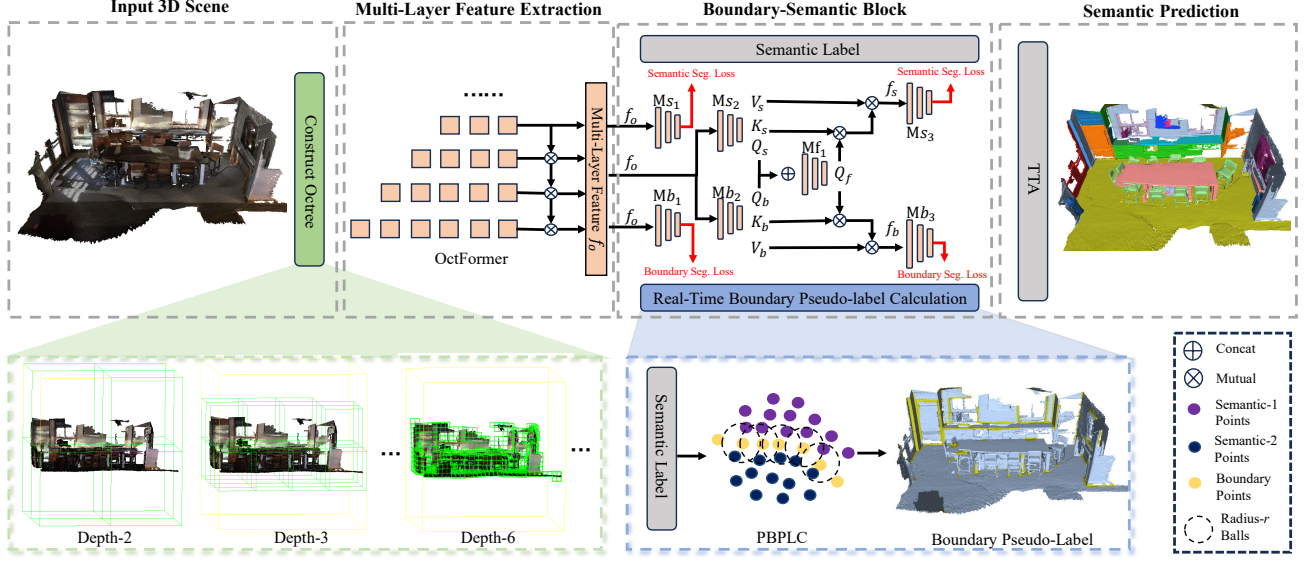 Input 3D Scene
Multi-Layer Feature Extraction
Boundary-Semantic Block
Semantic Prediction
Construct Octree
......
OctFormer
Multi-Layer Feature f_o
f_o
f_o
f_o
Semantic Label
Semantic Seg. Loss
Semantic Seg. Loss
Ms_1
Ms_2
V_s
K_s
Q_s
Mf_1
Q_f
Q_b
K_b
V_b
Mb_1
Mb_2
f_s
Ms_3
f_b
Mb_3
Boundary Seg. Loss
Boundary Seg. Loss
Real-Time Boundary Pseudo-label Calculation
TTA
Depth-2
Depth-3
...
Depth-6
...
Semantic Label
PBPLC
Boundary Pseudo-Label
Concat
Mutual
Semantic-1
Points
Semantic-2
Points
Boundary
Points
Radius-r
Balls